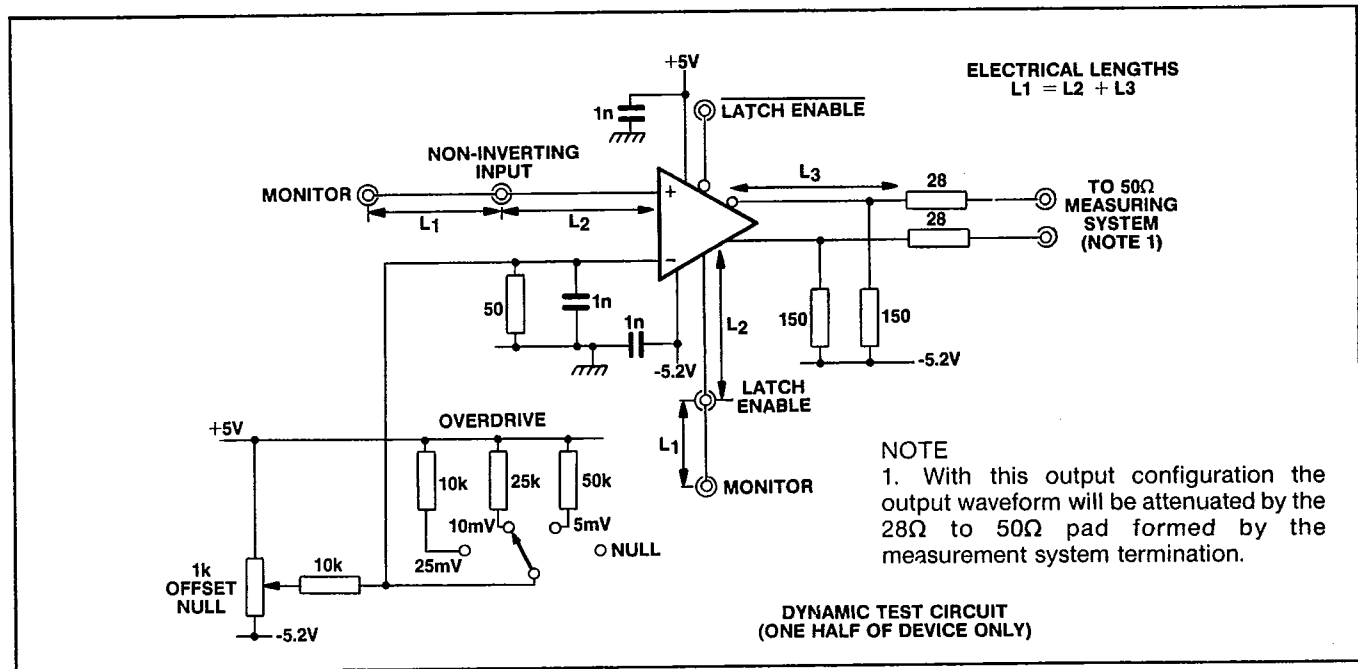 +5V
ELECTRICAL LENGTHS
L1 = L2 + L3
1n
LATCH ENABLE
NON-INVERTING
INPUT
MONITOR
+
L3
28
TO 50Ω
MEASURING
SYSTEM
(NOTE 1)
L1
L2
28
−
50
1n
1n
L2
150
150
-5.2V
-5.2V
LATCH
ENABLE
OVERDRIVE
+5V
L1
10k
25k
50k
MONITOR
10mV
5mV
NULL
25mV
1k
OFFSET
NULL
10k
-5.2V
NOTE
1. With this output configuration the
output waveform will be attenuated by the
28Ω to 50Ω pad formed by the
measurement system termination.
DYNAMIC TEST CIRCUIT
(ONE HALF OF DEVICE ONLY)